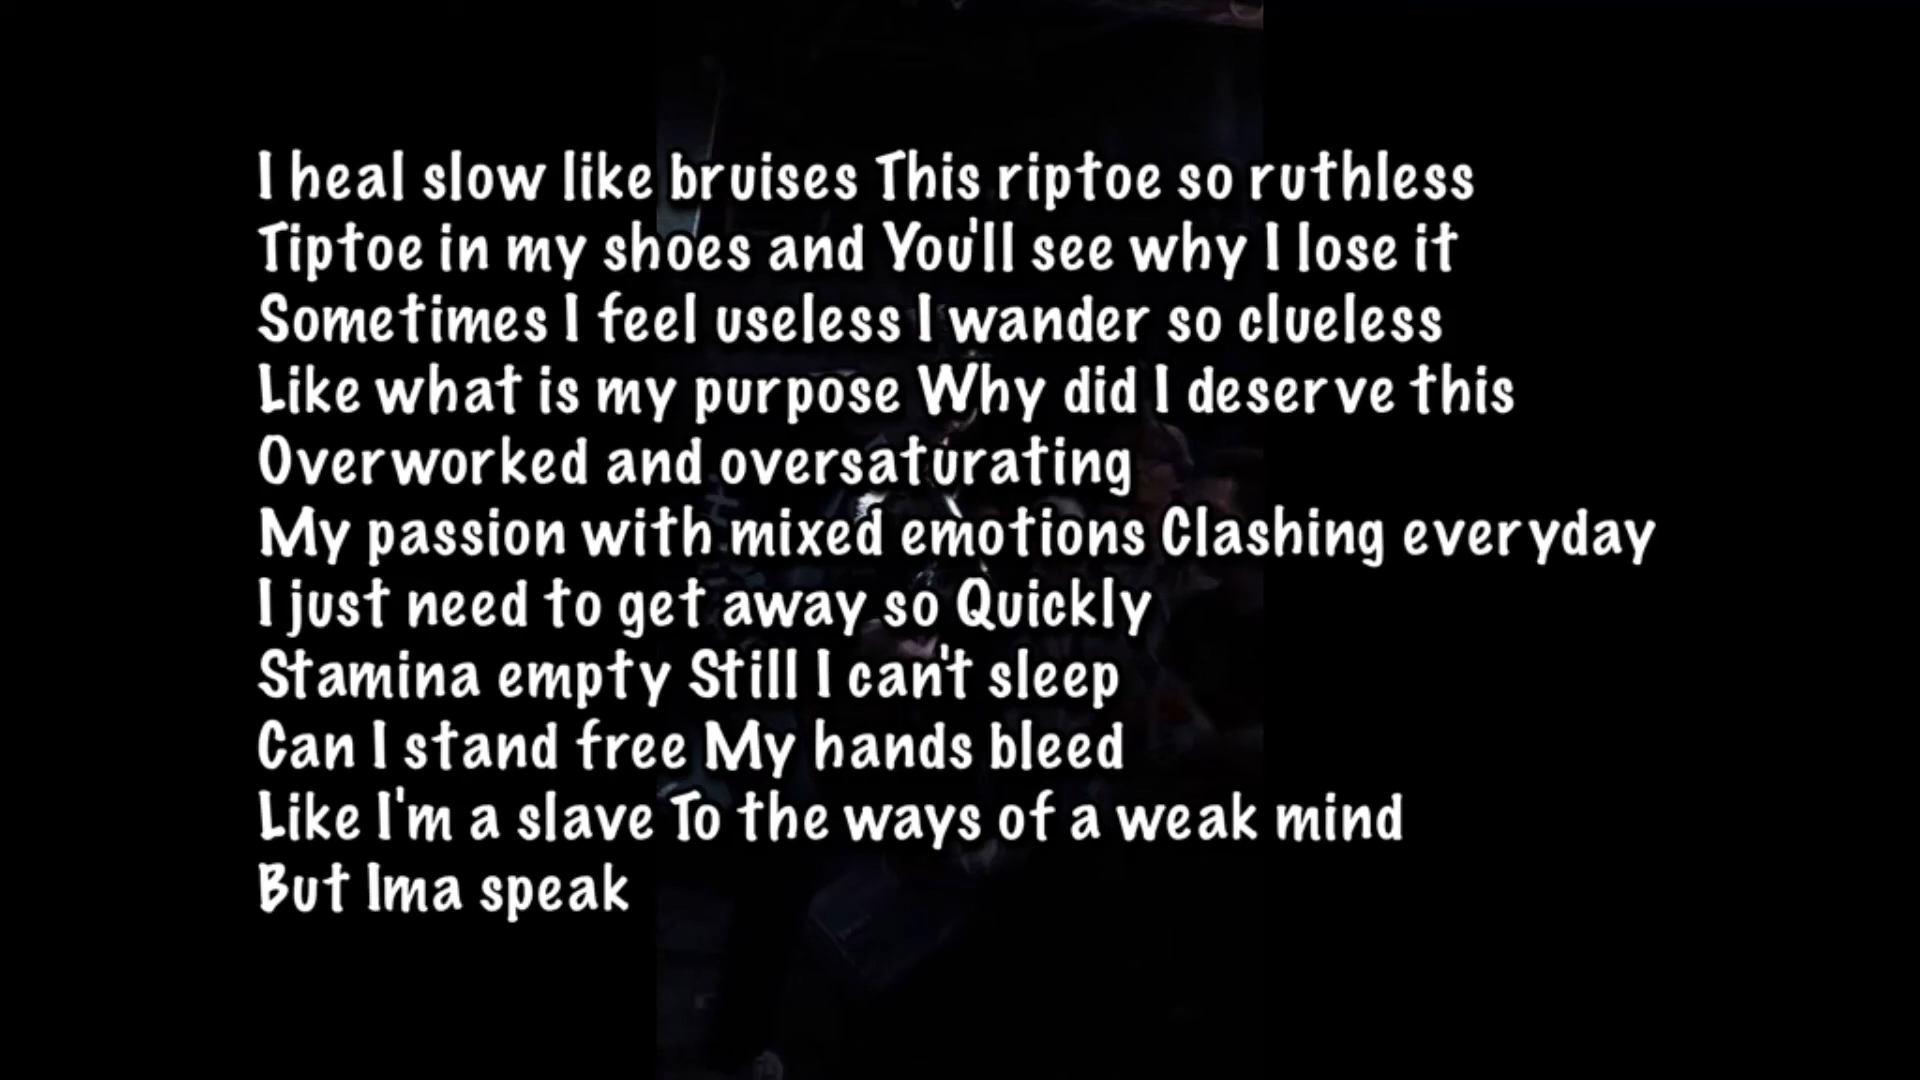 I heal slow like bruises This riptoe so ruthless
Tiptoe in my shoes and You'll see why I lose it
Sometimes I feel useless I wander so clueless
Like what is my purpose Why did I deserve this
Overworked and oversaturating
My passion with mixed emotions Clashing everyday
I just need to get away so Quickly
Stamina empty Still I can't sleep
Can I stand free My hands bleed
Like I'm a slave To the ways of a weak mind
But Ima speak